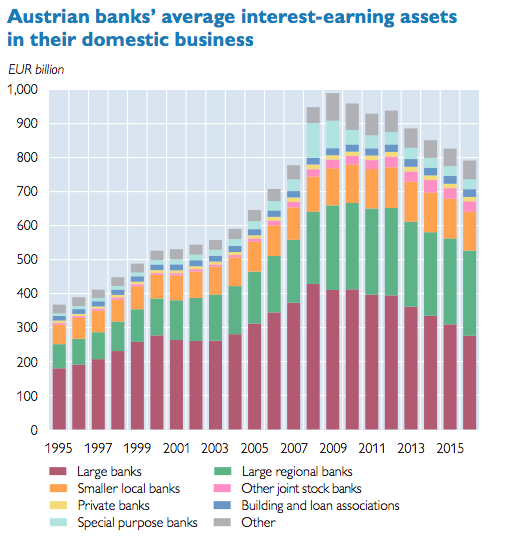 Austrian banks’ average interest-earning assets
in their domestic business
EUR billion
1,000
900
800
700
600
500
400
300
200
100
0
1995 1997 1999 2001 2003 2005 2007 2009 2011 2013 2015
Large banks
Large regional banks
Smaller local banks
Other joint stock banks
Private banks
Building and loan associations
Special purpose banks
Other